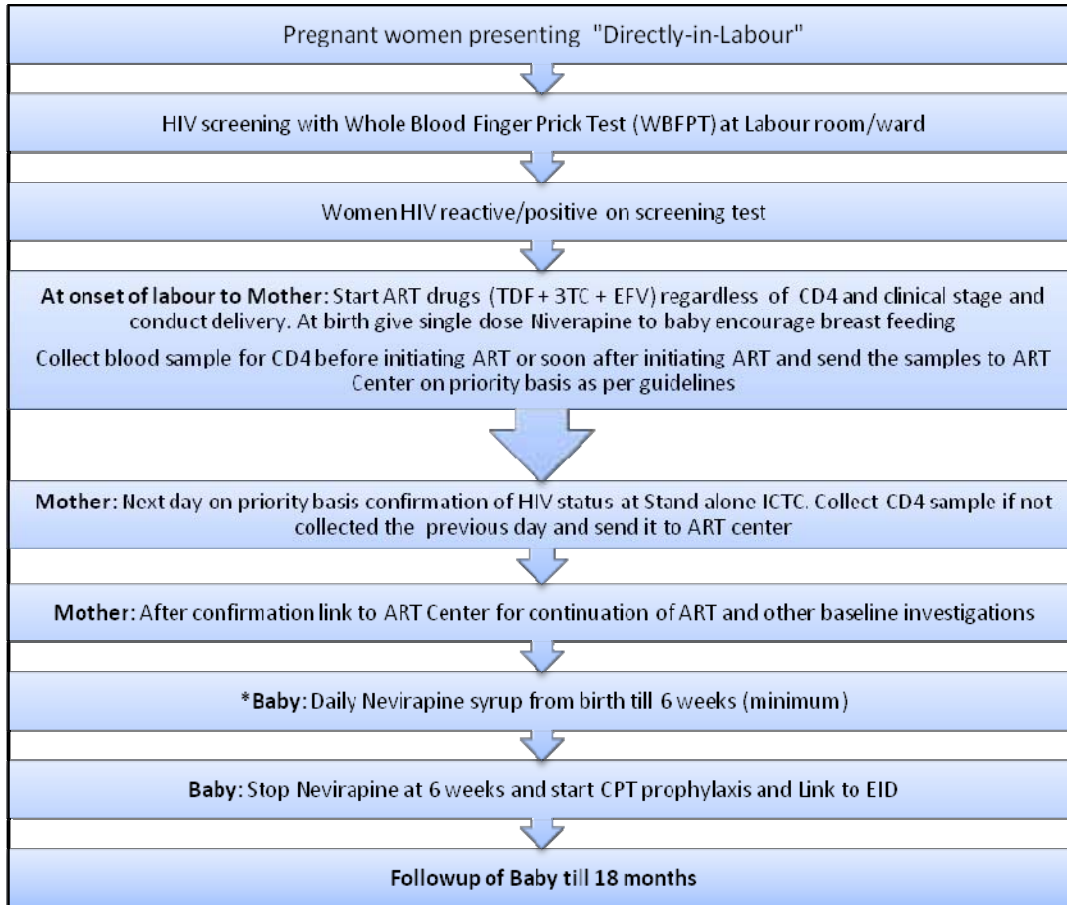 Pregnant women presenting "Directly-in-Labour"
HIV screening with Whole Blood Finger Prick Test (WBFPT) at Labour room/ward
Women HIV reactive/positive on screening test
At onset of labour to Mother: Start ART drugs (TDF + 3TC + EFV) regardless of CD4 and clinical stage and
conduct delivery. At birth give single dose Niverapine to baby encourage breast feeding
Collect blood sample for CD4 before initiating ART or soon after initiating ART and send the samples to ART
Center on priority basis as per guidelines
Mother: Next day on priority basis confirmation of HIV status at Stand alone ICTC. Collect CD4 sample if not
collected the previous day and send it to ART center
Mother: After confirmation link to ART Center for continuation of ART and other baseline investigations
*Baby: Daily Nevirapine syrup from birth till 6 weeks (minimum)
Baby: Stop Nevirapine at 6 weeks and start CPT prophylaxis and Link to EID
Followup of Baby till 18 months